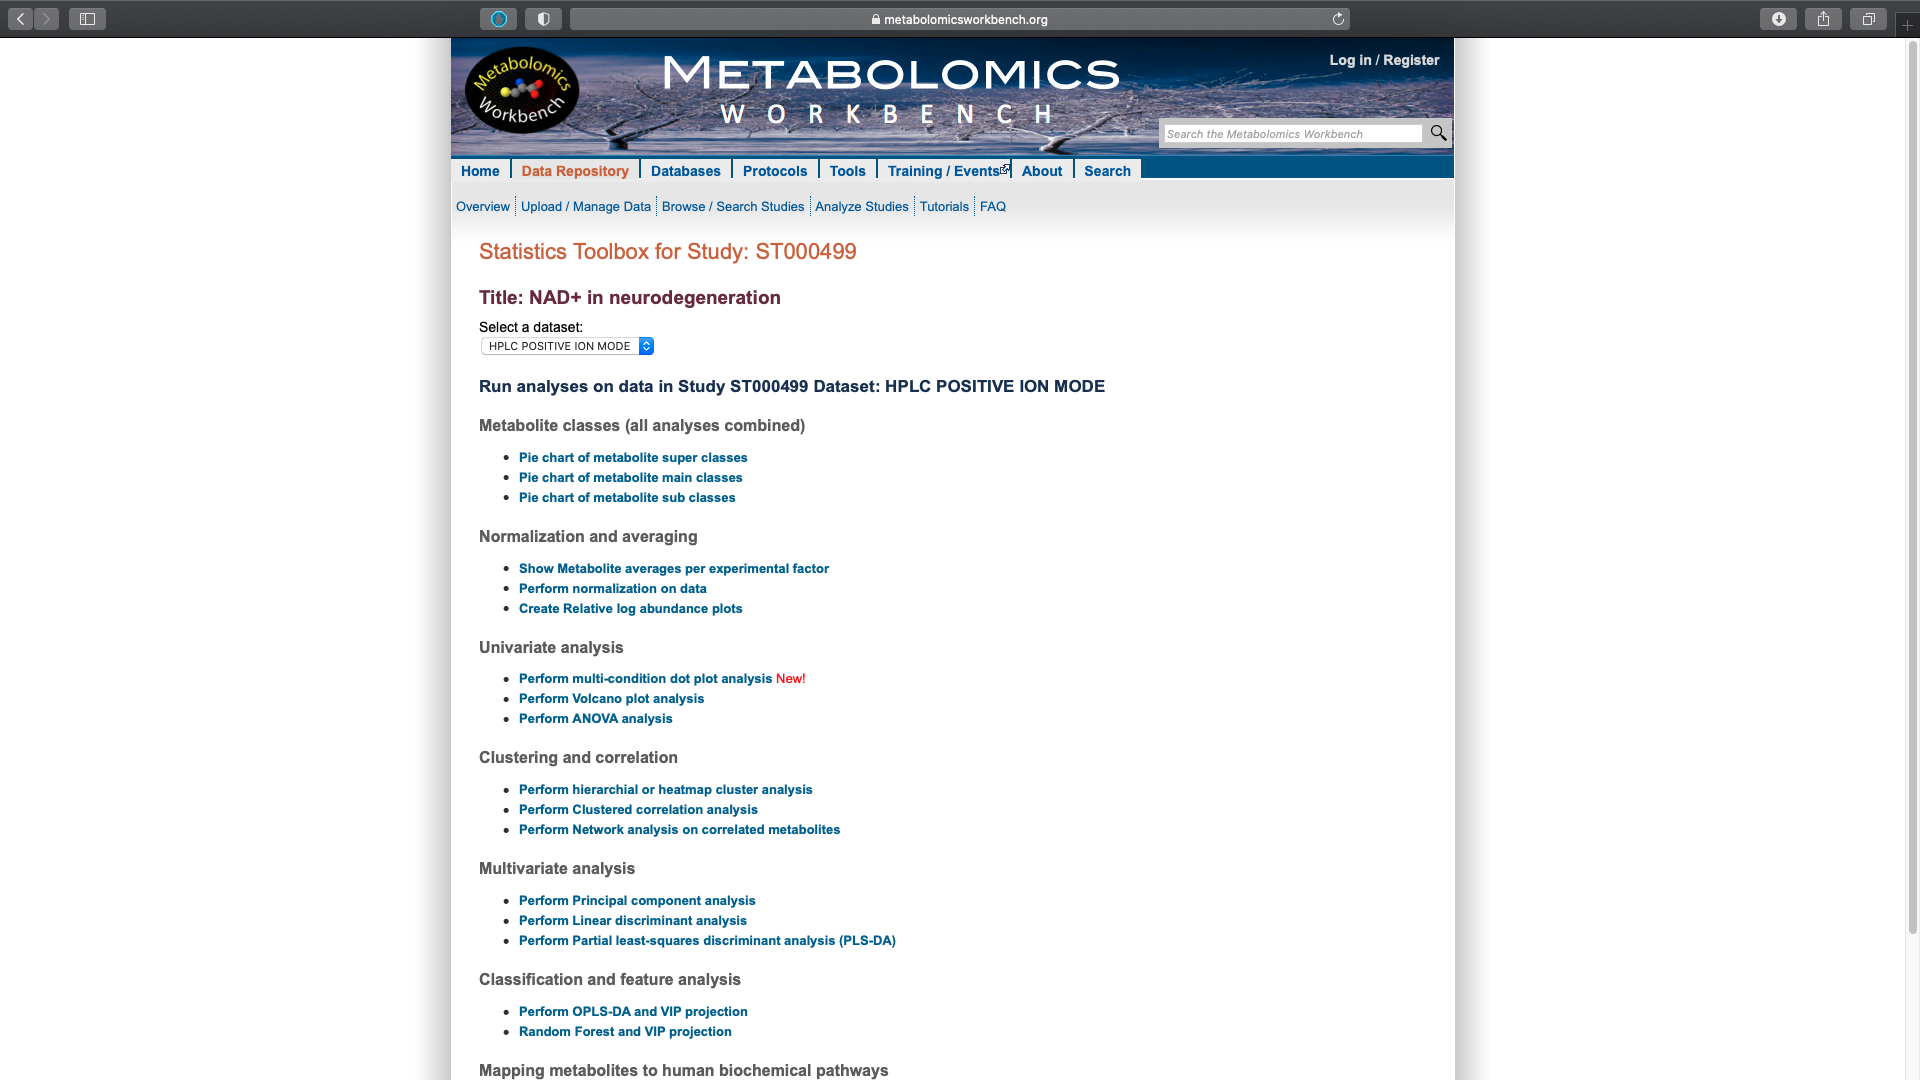 metabolomicsworkbench.org
Metabolomics Workbench
METABOLOMICS
WORKBENCH
Log in / Register
Search the Metabolomics Workbench
Home Data Repository Databases Protocols Tools Training / Events About Search
Overview Upload / Manage Data Browse / Search Studies Analyze Studies Tutorials FAQ
Statistics Toolbox for Study: ST000499
Title: NAD+ in neurodegeneration
Select a dataset:
HPLC POSITIVE ION MODE
Run analyses on data in Study ST000499 Dataset: HPLC POSITIVE ION MODE
Metabolite classes (all analyses combined)
Pie chart of metabolite super classes
Pie chart of metabolite main classes
Pie chart of metabolite sub classes
Normalization and averaging
Show Metabolite averages per experimental factor
Perform normalization on data
Create Relative log abundance plots
Univariate analysis
Perform multi-condition dot plot analysis New!
Perform Volcano plot analysis
Perform ANOVA analysis
Clustering and correlation
Perform hierarchial or heatmap cluster analysis
Perform Clustered correlation analysis
Perform Network analysis on correlated metabolites
Multivariate analysis
Perform Principal component analysis
Perform Linear discriminant analysis
Perform Partial least-squares discriminant analysis (PLS-DA)
Classification and feature analysis
Perform OPLS-DA and VIP projection
Random Forest and VIP projection
Mapping metabolites to human biochemical pathways